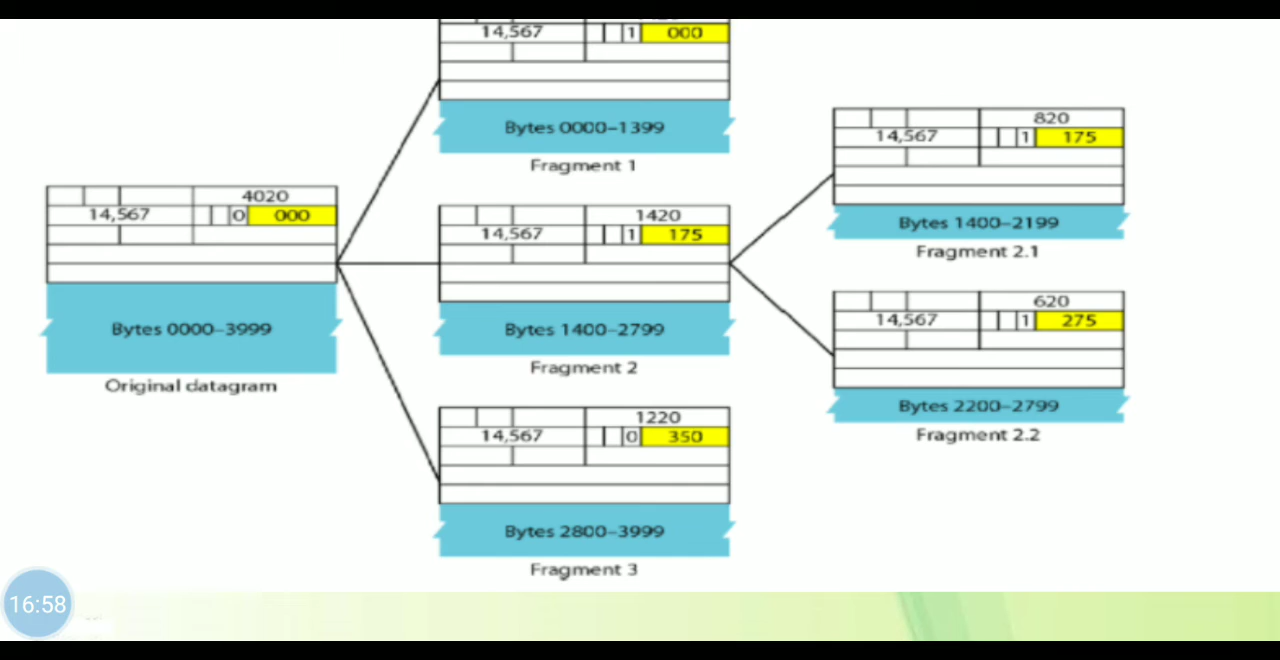 14,567 1 000
Bytes 0000–1399
Fragment 1
4020
14,567 0 000
Bytes 0000–3999
Original datagram
1420
14,567 1 175
Bytes 1400–2799
Fragment 2
1220
14,567 0 350
Bytes 2800–3999
Fragment 3
820
14,567 1 175
Bytes 1400–2199
Fragment 2.1
620
14,567 1 275
Bytes 2200–2799
Fragment 2.2
16:58